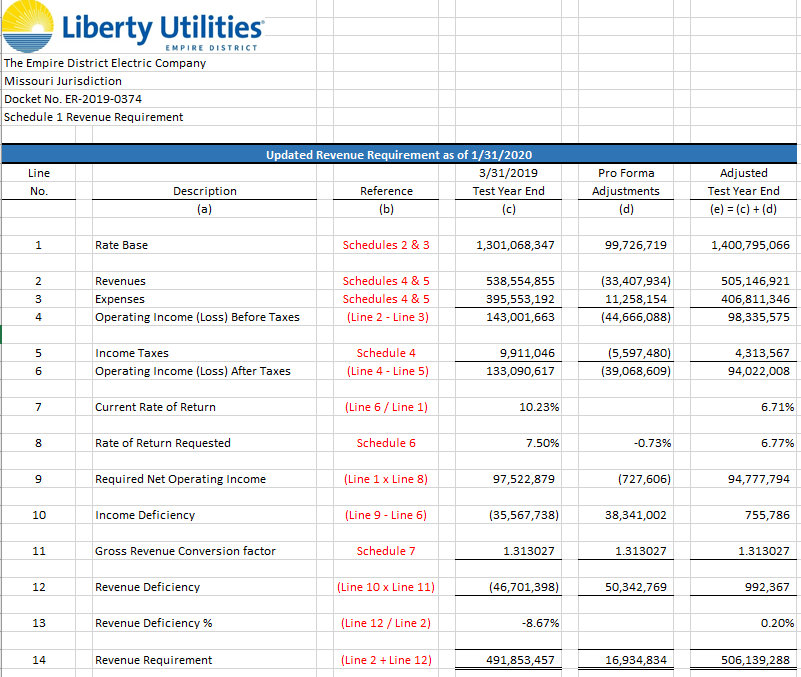 Liberty Utilities®
EMPIRE DISTRICT
The Empire District Electric Company
Missouri Jurisdiction
Docket No. ER-2019-0374
Schedule 1 Revenue Requirement
Updated Revenue Requirement as of 1/31/2020
Line 3/31/2019 Pro Forma Adjusted
No. Description Reference Test Year End Adjustments Test Year End
(a) (b) (c) (d) (e) = (c) + (d)
1 Rate Base Schedules 2 & 3 1,301,068,347 99,726,719 1,400,795,066
2 Revenues Schedules 4 & 5 538,554,855 (33,407,934) 505,146,921
3 Expenses Schedules 4 & 5 395,553,192 11,258,154 406,811,346
4 Operating Income (Loss) Before Taxes (Line 2 - Line 3) 143,001,663 (44,666,088) 98,335,575
5 Income Taxes Schedule 4 9,911,046 (5,597,480) 4,313,567
6 Operating Income (Loss) After Taxes (Line 4 - Line 5) 133,090,617 (39,068,609) 94,022,008
7 Current Rate of Return (Line 6 / Line 1) 10.23% 6.71%
8 Rate of Return Requested Schedule 6 7.50% -0.73% 6.77%
9 Required Net Operating Income (Line 1 x Line 8) 97,522,879 (727,606) 94,777,794
10 Income Deficiency (Line 9 - Line 6) (35,567,738) 38,341,002 755,786
11 Gross Revenue Conversion factor Schedule 7 1.313027 1.313027 1.313027
12 Revenue Deficiency (Line 10 x Line 11) (46,701,398) 50,342,769 992,367
13 Revenue Deficiency % (Line 12 / Line 2) -8.67% 0.20%
14 Revenue Requirement (Line 2 + Line 12) 491,853,457 16,934,834 506,139,288